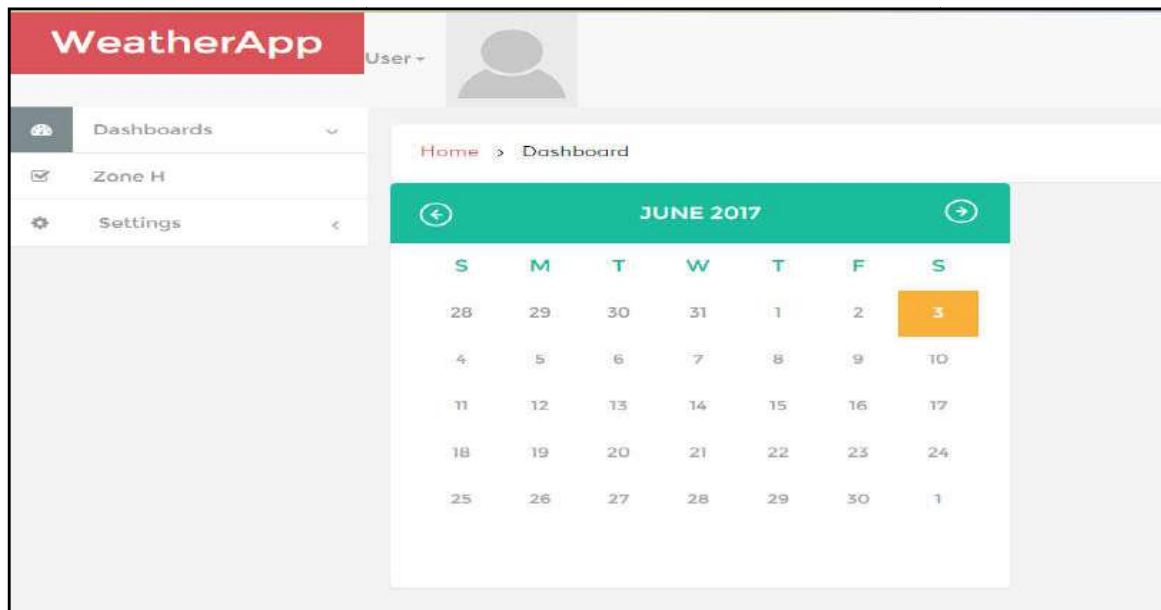 WeatherApp
User
Dashboards
Zone H
Settings
Home > Dashboard
JUNE 2017
S M T W T F S
28 29 30 31 1 2 3
4 5 6 7 8 9 10
11 12 13 14 15 16 17
18 19 20 21 22 23 24
25 26 27 28 29 30 1